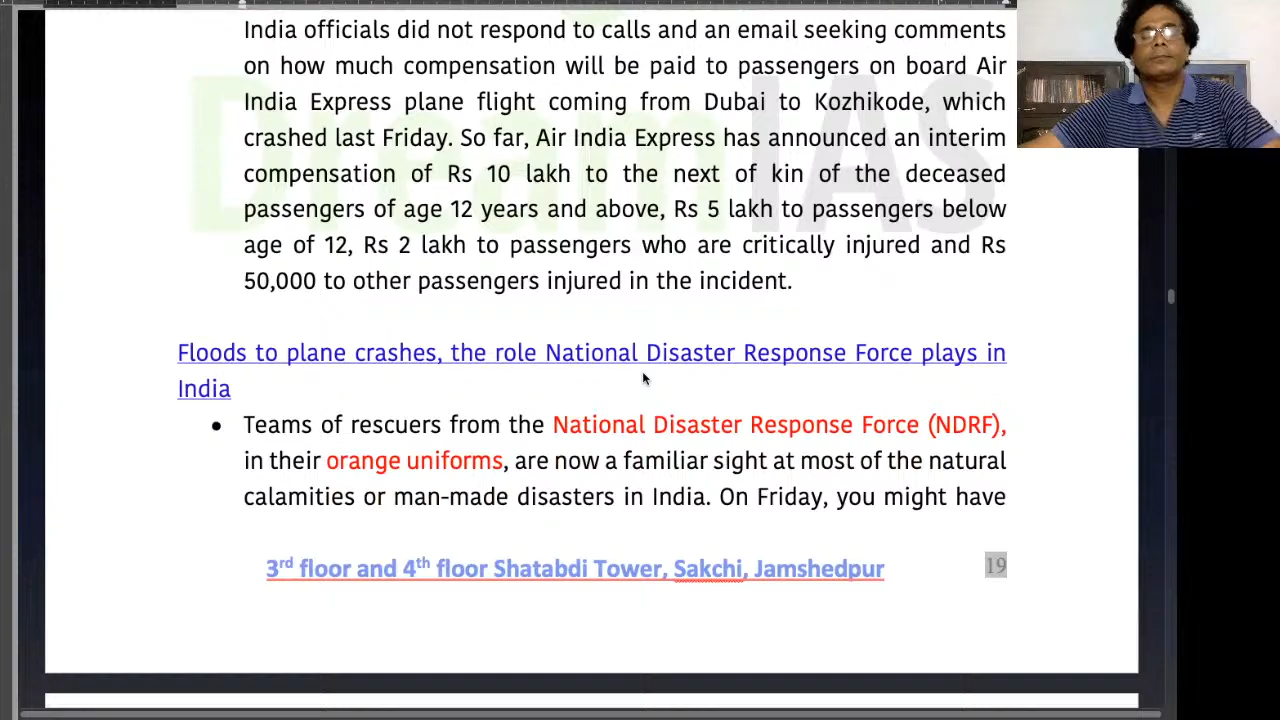 India officials did not respond to calls and an email seeking comments
on how much compensation will be paid to passengers on board Air
India Express plane flight coming from Dubai to Kozhikode, which
crashed last Friday. So far, Air India Express has announced an interim
compensation of Rs 10 lakh to the next of kin of the deceased
passengers of age 12 years and above, Rs 5 lakh to passengers below
age of 12, Rs 2 lakh to passengers who are critically injured and Rs
50,000 to other passengers injured in the incident.
Floods to plane crashes, the role National Disaster Response Force plays in
India
• Teams of rescuers from the National Disaster Response Force (NDRF),
in their orange uniforms, are now a familiar sight at most of the natural
calamities or man-made disasters in India. On Friday, you might have
3rd floor and 4th floor Shatabdi Tower, Sakchi, Jamshedpur
19
DreamIAS